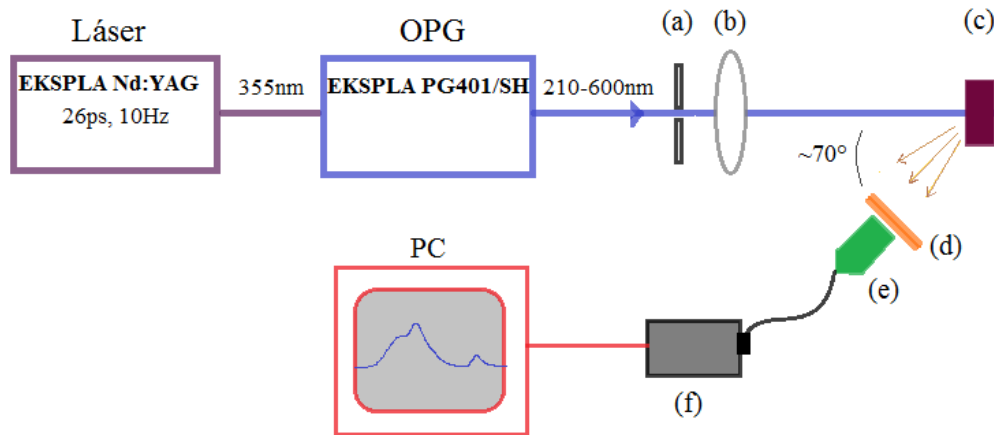 Láser
OPG
(a)
(b)
(c)
EKSPLA Nd:YAG
26ps, 10Hz
355nm
EKSPLA PG401/SH
210-600nm
~70°
(d)
(e)
PC
(f)